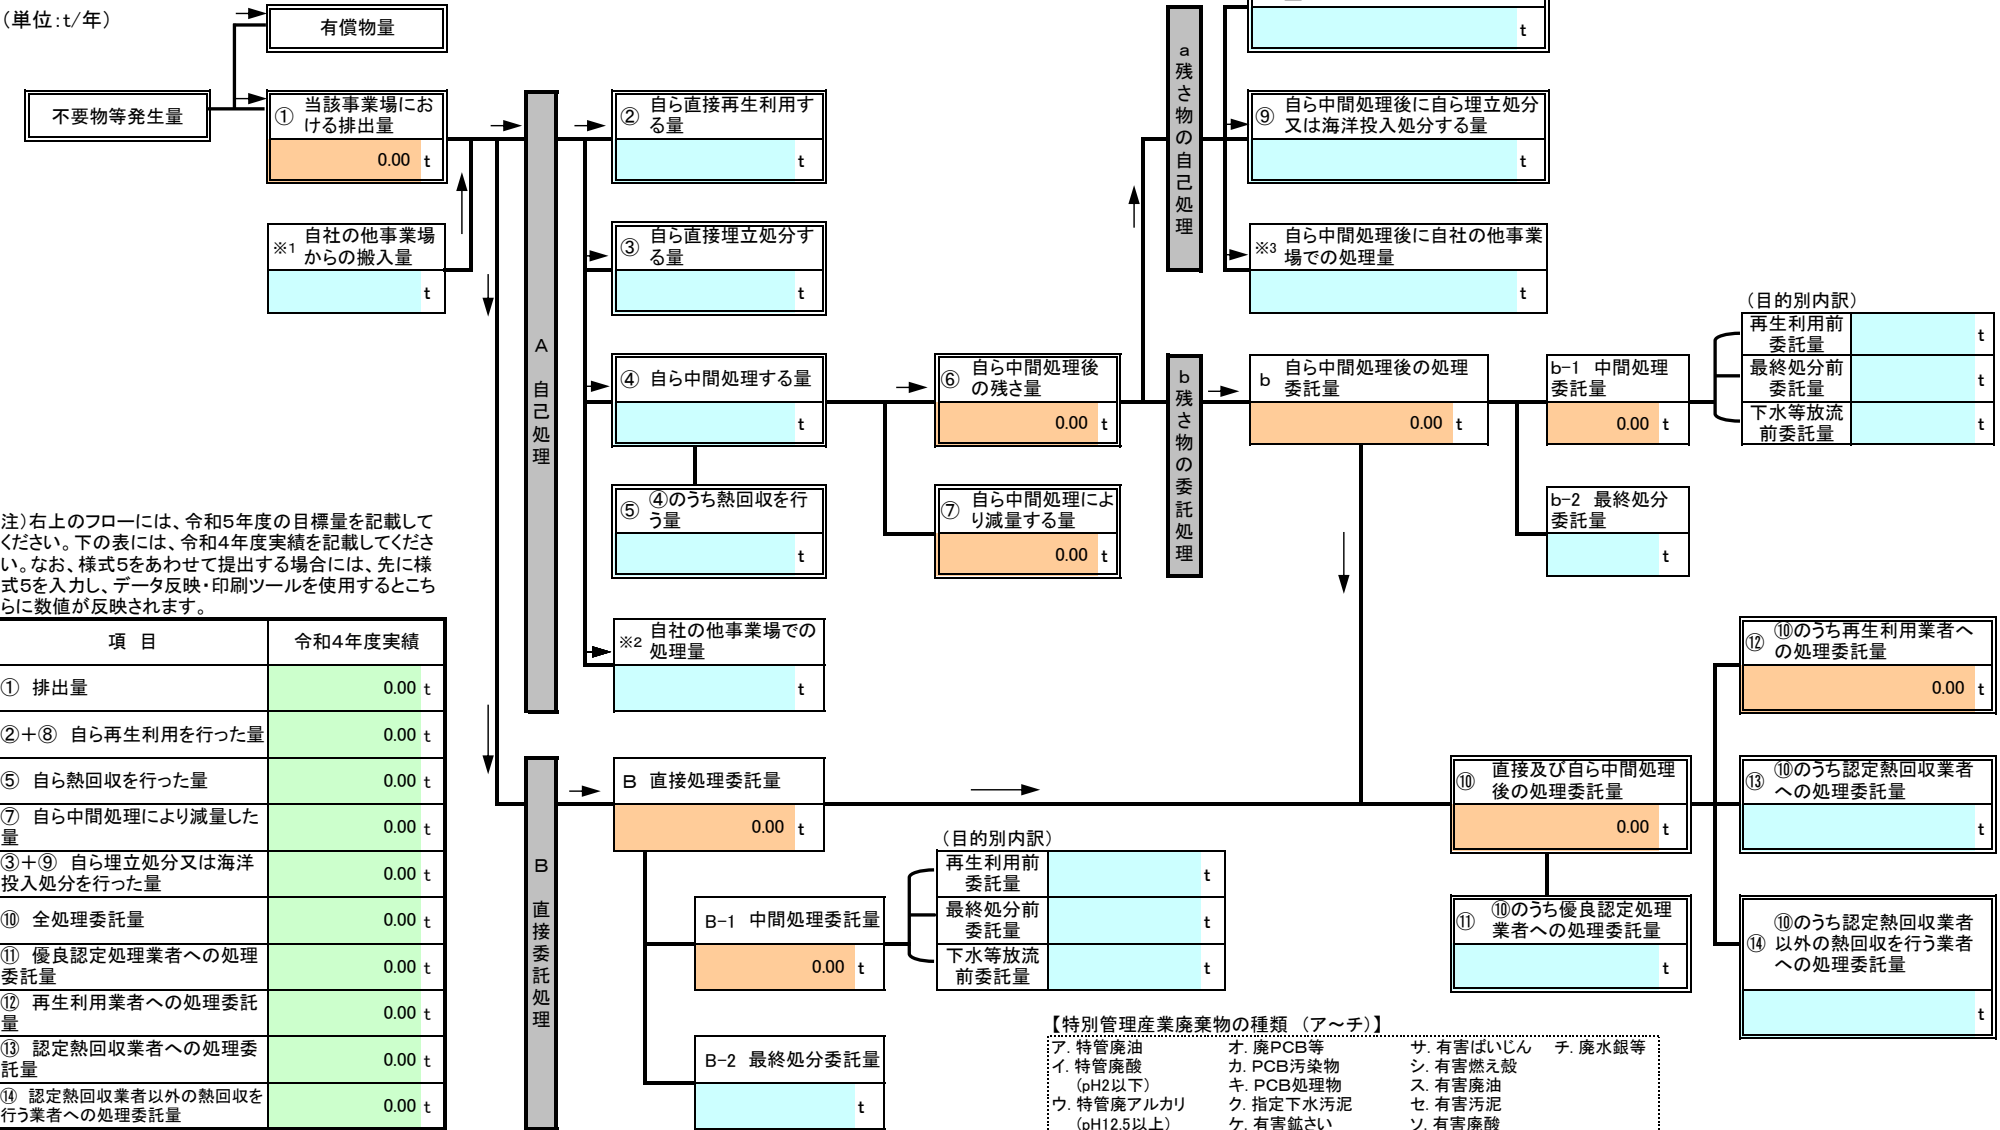 (単位:t/年)
有償物量
不要物等発生量
① 当該事業場にお
ける排出量
0.00 t
※1 自社の他事業場
からの搬入量
t
A 自己処理
② 自ら直接再生利用す
る量
t
③ 自ら直接埋立処分す
る量
t
④ 自ら中間処理する量
t
⑤ ④のうち熱回収を行
う量
t
※2 自社の他事業場での
処理量
t
⑥ 自ら中間処理後
の残さ量
0.00 t
⑦ 自ら中間処理によ
り減量する量
0.00 t
a 残さ物の自己処理
t
⑨ 自ら中間処理後に自ら埋立処分
又は海洋投入処分する量
t
※3 自ら中間処理後に自社の他事業
場での処理量
t
b 残さ物の委託処理
b 自ら中間処理後の処理
委託量
0.00 t
b-1 中間処理
委託量
0.00 t
b-2 最終処分
委託量
t
(目的別内訳)
再生利用前
委託量
t
最終処分前
委託量
t
下水等放流
前委託量
t
注)右上のフローには、令和5年度の目標量を記載して
ください。下の表には、令和4年度実績を記載してくださ
い。なお、様式5をあわせて提出する場合には、先に様
式5を入力し、データ反映・印刷ツールを使用するとこち
らに数値が反映されます。
項 目 令和4年度実績
① 排出量 0.00 t
②+⑧ 自ら再生利用を行った量 0.00 t
⑤ 自ら熱回収を行った量 0.00 t
⑦ 自ら中間処理により減量した
量 0.00 t
③+⑨ 自ら埋立処分又は海洋
投入処分を行った量 0.00 t
⑩ 全処理委託量 0.00 t
⑪ 優良認定処理業者への処理
委託量 0.00 t
⑫ 再生利用業者への処理委託
量 0.00 t
⑬ 認定熱回収業者への処理委
託量 0.00 t
⑭ 認定熱回収業者以外の熱回収を
行う業者への処理委託量 0.00 t
B 直接委託処理
B 直接処理委託量
0.00 t
B-1 中間処理委託量
0.00 t
B-2 最終処分委託量
t
(目的別内訳)
再生利用前
委託量
t
最終処分前
委託量
t
下水等放流
前委託量
t
⑩ 直接及び自ら中間処理
後の処理委託量
0.00 t
⑪ ⑩のうち優良認定処理
業者への処理委託量
t
⑫ ⑩のうち再生利用業者へ
の処理委託量
0.00 t
⑬ ⑩のうち認定熱回収業者
への処理委託量
t
⑭ ⑩のうち認定熱回収業者
以外の熱回収を行う業者
への処理委託量
t
【特別管理産業廃棄物の種類 (ア~チ)】
ア. 特管廃油 オ. 廃PCB等 サ. 有害ばいじん チ. 廃水銀等
イ. 特管廃酸 カ. PCB汚染物 シ. 有害燃え殻
(pH2以下) キ. PCB処理物 ス. 有害廃油
ウ. 特管廃アルカリ ク. 指定下水汚泥 セ. 有害汚泥
(pH12.5以上) ケ. 有害鉱さい ソ. 有害廃酸